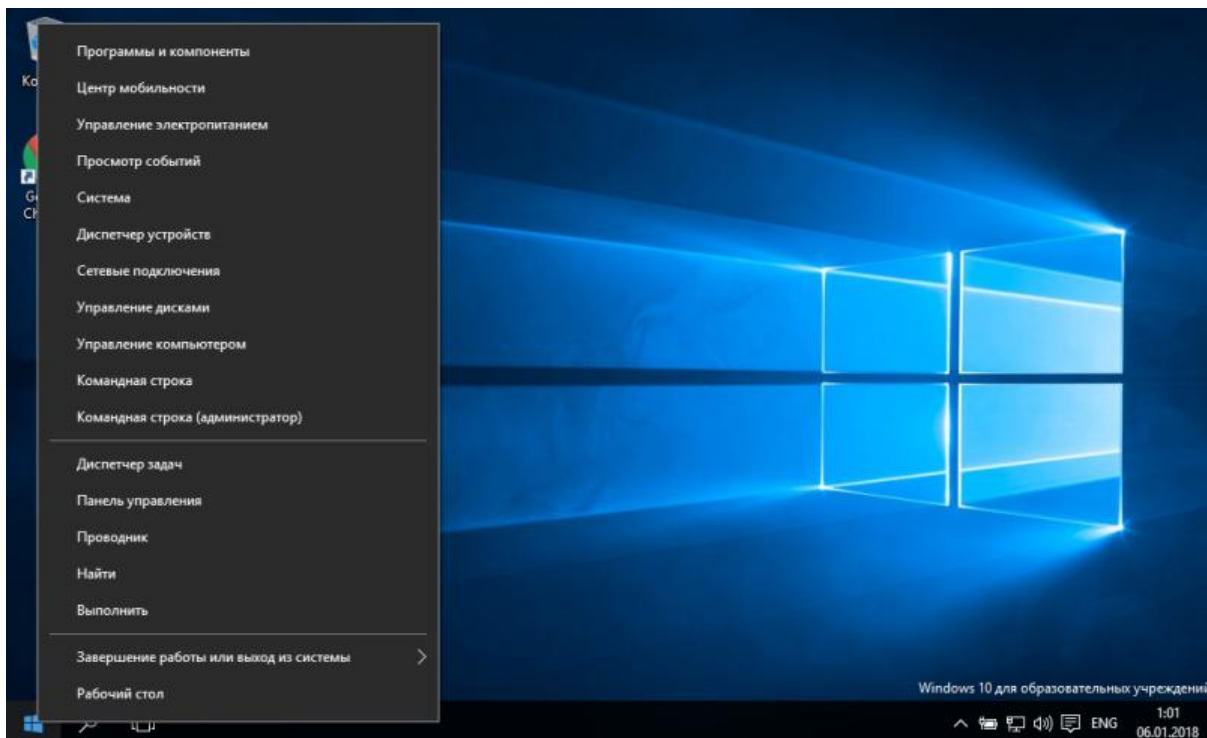 Программы и компоненты
Центр мобильности
Управление электропитанием
Просмотр событий
Система
Диспетчер устройств
Сетевые подключения
Управление дисками
Управление компьютером
Командная строка
Командная строка (администратор)
Диспетчер задач
Панель управления
Проводник
Найти
Выполнить
Завершение работы или выход из системы
Рабочий стол
Windows 10 для образовательных учреждений
ENG
1:01
06.01.2018